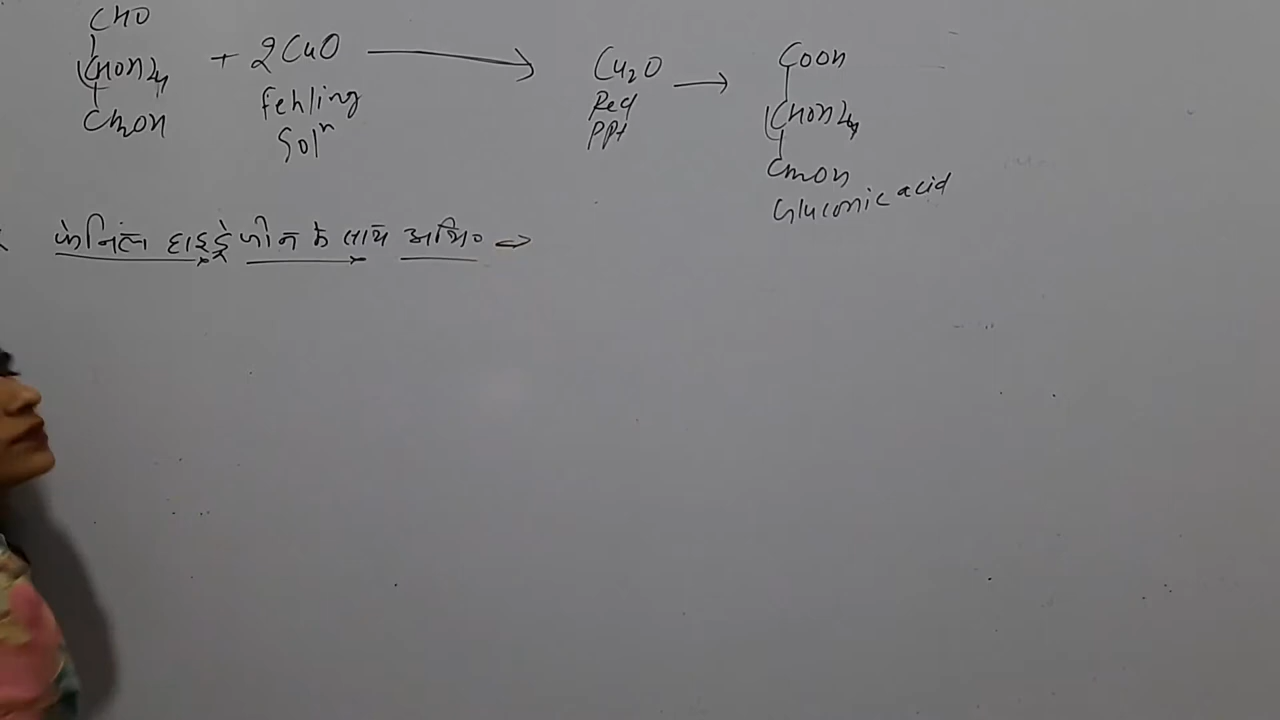 CHO
(CHOH)4 + 2CuO → Cu2O → COOH
CH2OH Fehling Red (CHOH)4
Soln PPt CH2OH
Gluconic acid
फेनिल हाइड्रेजीन के साथ अभि० ⇒